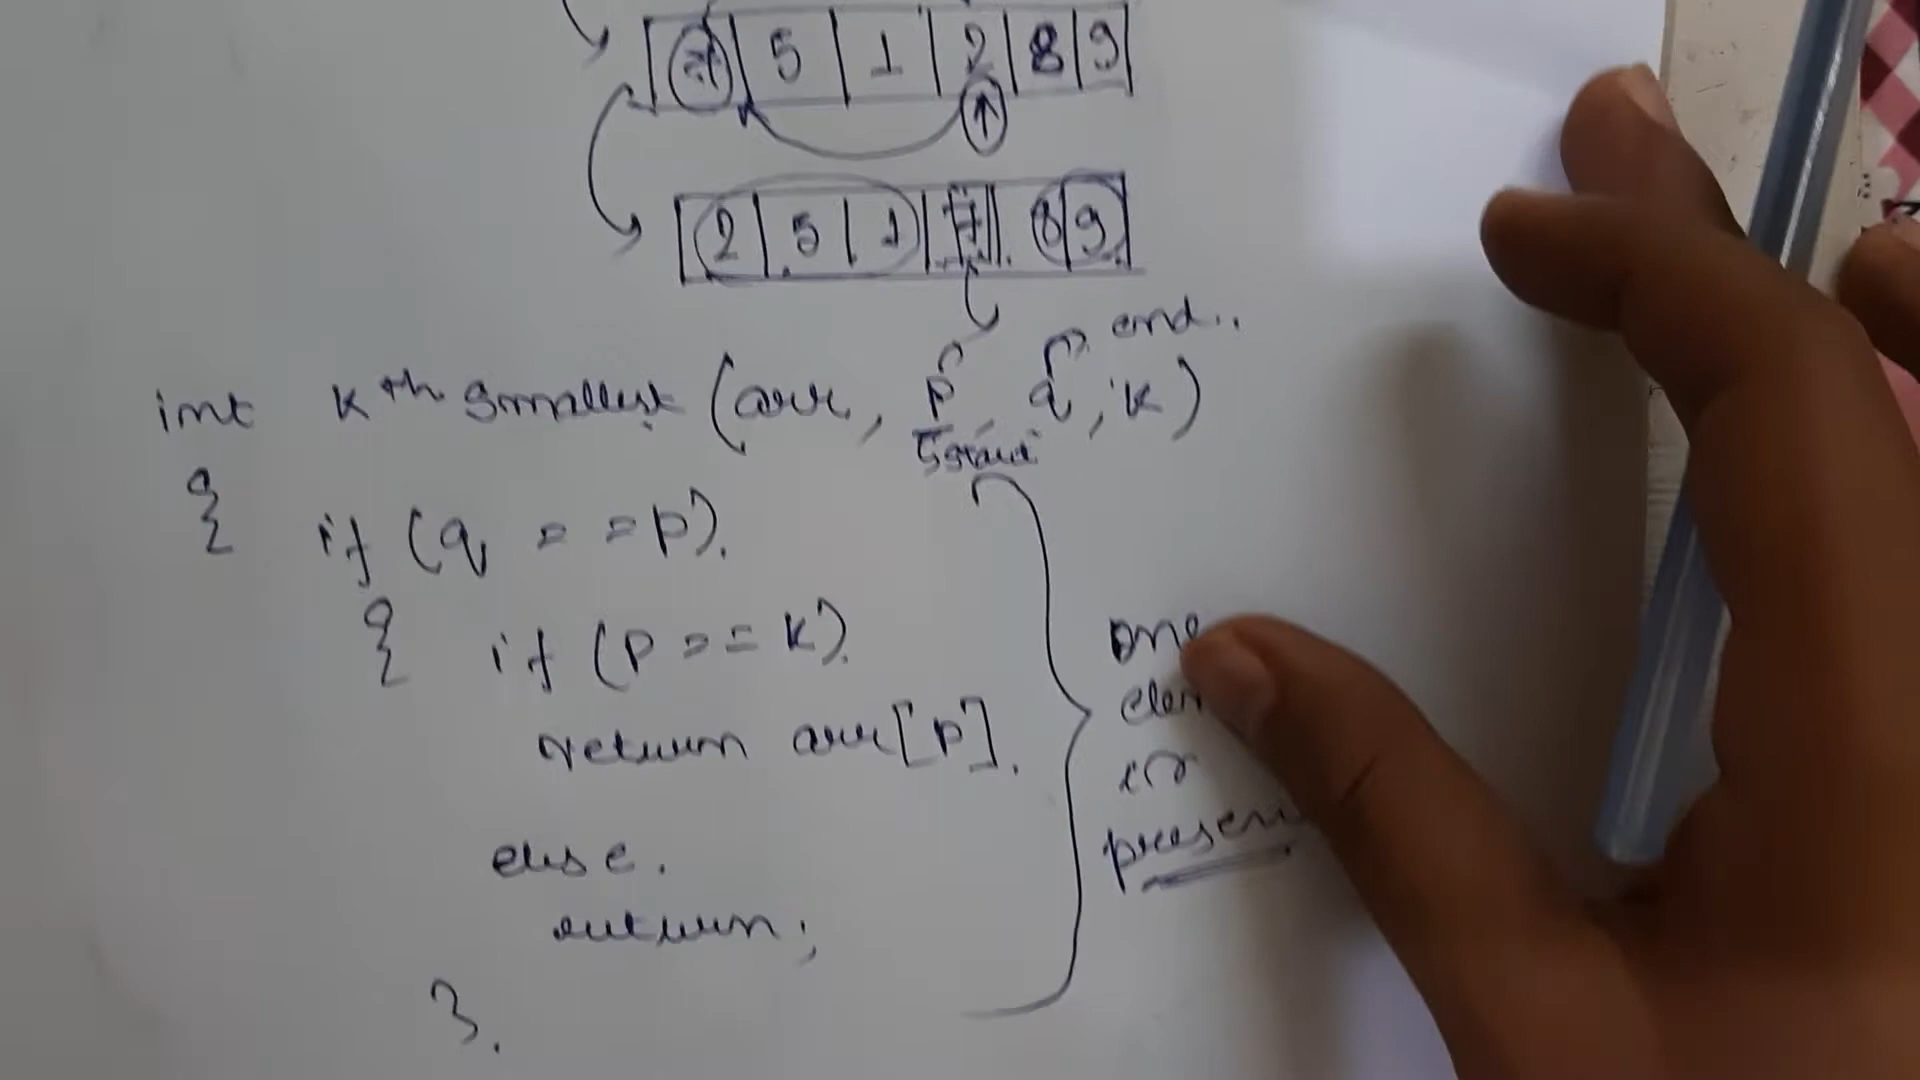 7 5 1 2 8 9
2 5 1 7 8 9
end..
int kth smallest (arr, p, q, k)
start
{
if (q = = p).
{ if (p = = k).
return arr[p].
one
else.
present
return;
}.